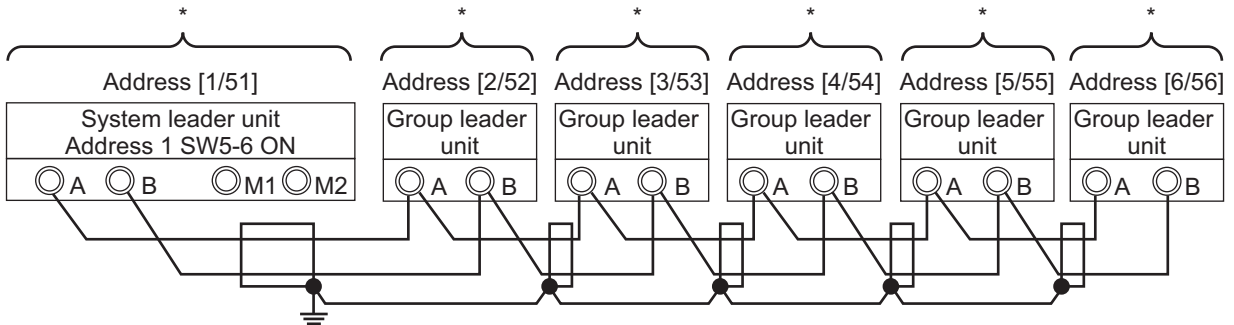 * * * * * *
Address [1/51] Address [2/52] Address [3/53] Address [4/54] Address [5/55] Address [6/56]
System leader unit
Address 1 SW5-6 ON
Group leader
unit
Group leader
unit
Group leader
unit
Group leader
unit
Group leader
unit
A B M1 M2 A B A B A B A B A B